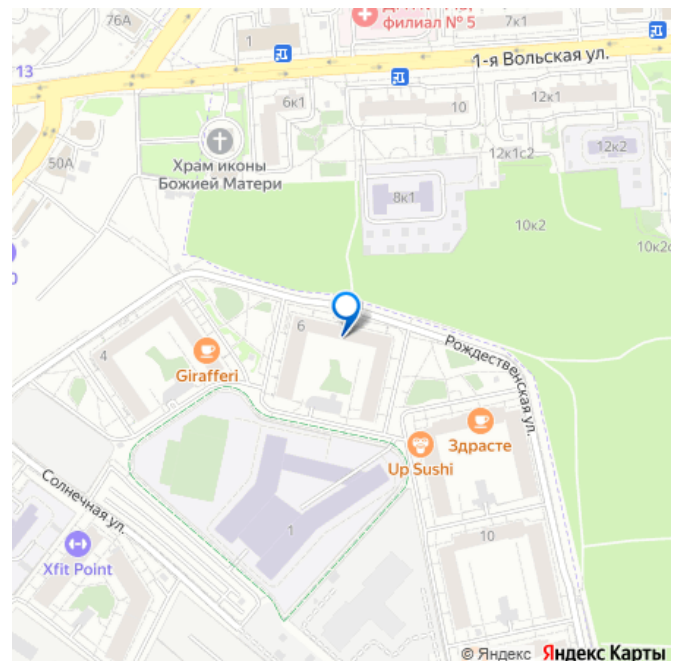 филиал № 5
7к1
76А
1
1-я Вольская ул.
13
6к1
10
12к1
50А
Храм иконы
Божией Матери
12к1с2
12к2
8к1
10к2
0
6
4
Girafferi
Рождественская ул.
Здрасте
Up Sushi
Солнечная ул.
1
10
Xfit Point
© Яндекс Яндекс Карты